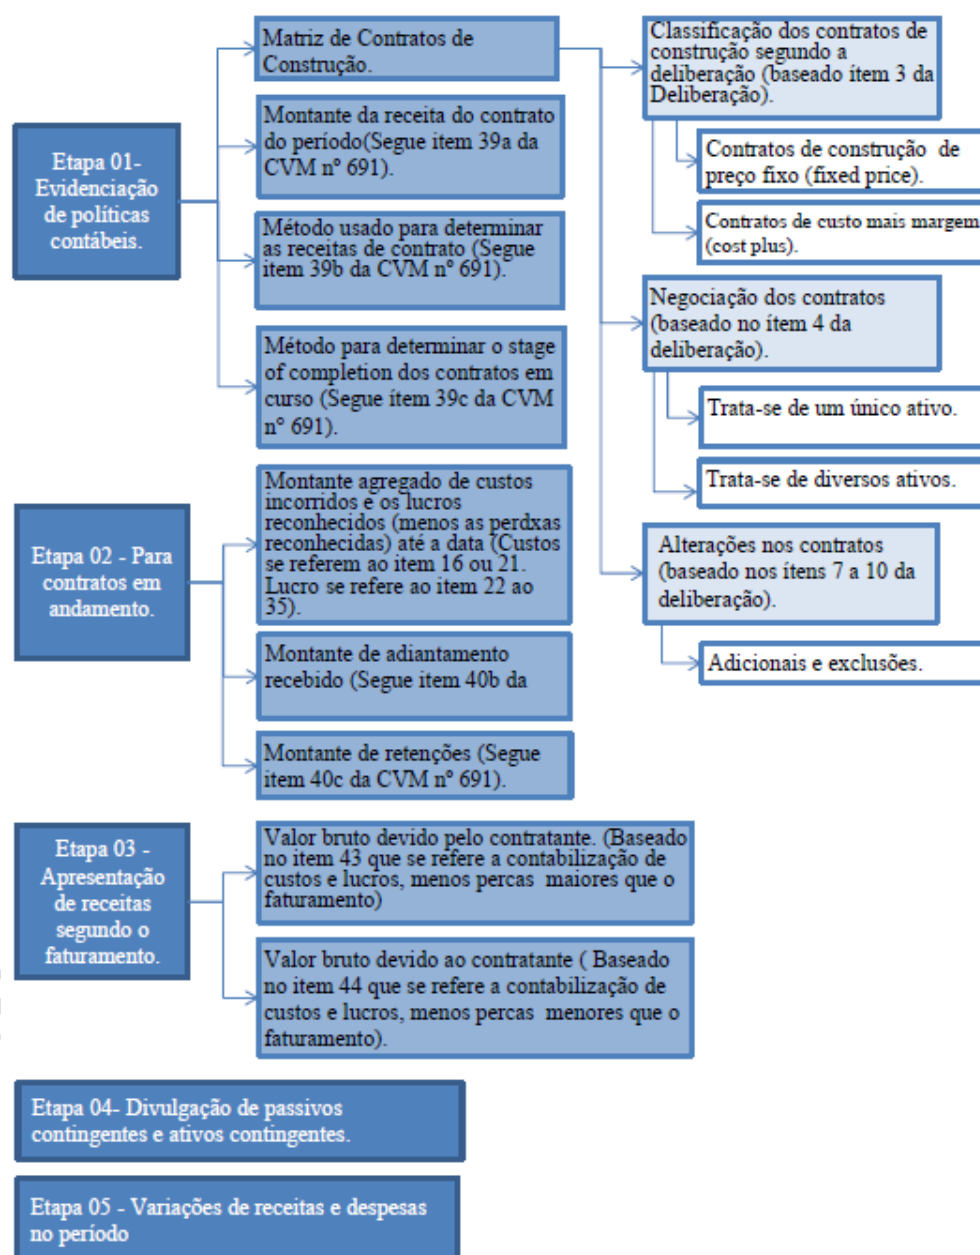 Etapa 01-
Evidenciação
de políticas
contábeis.
Matriz de Contratos de
Construção.
Montante da receita do contrato
do período(Segue item 39a da
CVM nº 691).
Método usado para determinar
as receitas de contrato (Segue
item 39b da CVM nº 691).
Método para determinar o stage
of completion dos contratos em
curso (Segue ítem 39c da CVM
nº 691).
Classificação dos contratos de
construção segundo a
deliberação (baseado ítem 3 da
Deliberação).
Contratos de construção de
preço fixo (fixed price).
Contratos de custo mais margem
(cost plus).
Negociação dos contratos
(baseado no ítem 4 da
deliberação).
Trata-se de um único ativo.
Trata-se de diversos ativos.
Alterações nos contratos
(baseado nos ítens 7 a 10 da
deliberação).
Adicionais e exclusões.
Etapa 02 - Para
contratos em
andamento.
Montante agregado de custos
incorridos e os lucros
reconhecidos (menos as perdxas
reconhecidas) até a data (Custos
se referem ao item 16 ou 21.
Lucro se refere ao item 22 ao
35).
Montante de adiantamento
recebido (Segue item 40b da
Montante de retenções (Segue
item 40c da CVM nº 691).
Etapa 03 -
Apresentação
de receitas
segundo o
faturamento.
Valor bruto devido pelo contratante. (Baseado
no item 43 que se refere a contabilização de
custos e lucros, menos percas maiores que o
faturamento)
Valor bruto devido ao contratante ( Baseado
no item 44 que se refere a contabilização de
custos e lucros, menos percas menores que o
faturamento).
Etapa 04- Divulgação de passivos
contingentes e ativos contingentes.
Etapa 05 - Variações de receitas e despesas
no período